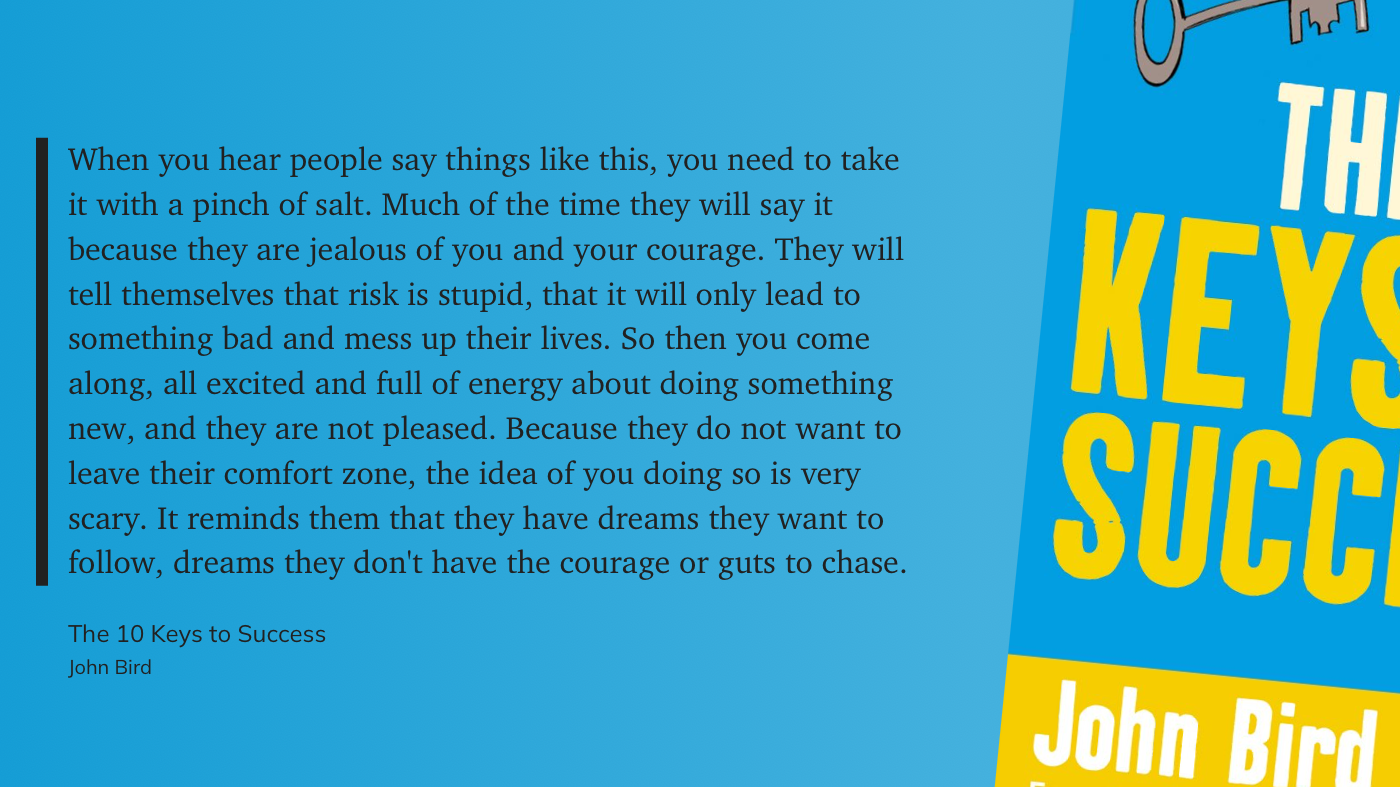 When you hear people say things like this, you need to take
it with a pinch of salt. Much of the time they will say it
because they are jealous of you and your courage. They will
tell themselves that risk is stupid, that it will only lead to
something bad and mess up their lives. So then you come
along, all excited and full of energy about doing something
new, and they are not pleased. Because they do not want to
leave their comfort zone, the idea of you doing so is very
scary. It reminds them that they have dreams they want to
follow, dreams they don't have the courage or guts to chase.
The 10 Keys to Success
John Bird
TH
KEYS
SUCC
John Bird